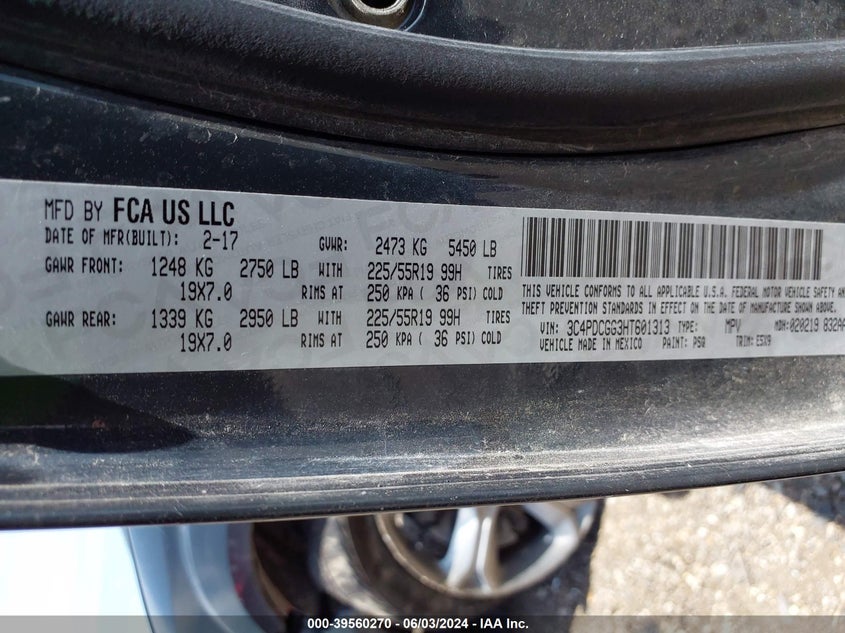 MFD BY FCA US LLC
DATE OF MFR(BUILT): 2-17 GVWR: 2473 KG 5450 LB
GAWR FRONT: 1248 KG 2750 LB WITH 225/55R19 99H TIRES
19X7.0 RIMS AT 250 KPA ( 36 PSI) COLD
GAWR REAR: 1339 KG 2950 LB WITH 225/55R19 99H TIRES
19X7.0 RIMS AT 250 KPA ( 36 PSI) COLD
THIS VEHICLE CONFORMS TO ALL APPLICABLE U.S.A. FEDERAL MOTOR VEHICLE SAFETY AN
THEFT PREVENTION STANDARDS IN EFFECT ON THE DATE OF MANUFACTURE SHOWN ABOVE.
VIN: 3C4PDCGG3HT601313 TYPE: MPV MDH: 020219 832AA
VEHICLE MADE IN MEXICO PAINT: PSQ TRIM: E5X9
000-39560270 - 06/03/2024 - IAA Inc.